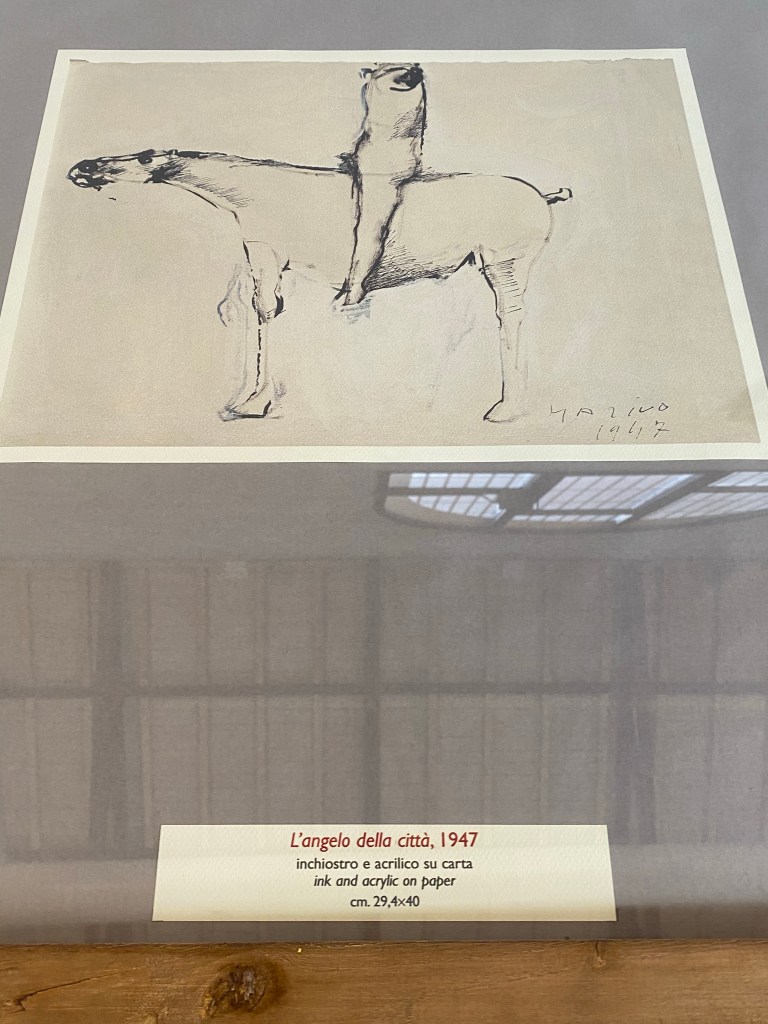 MARINO
1947
L'angelo della città, 1947
inchiostro e acrilico su carta
ink and acrylic on paper
cm. 29,4×40